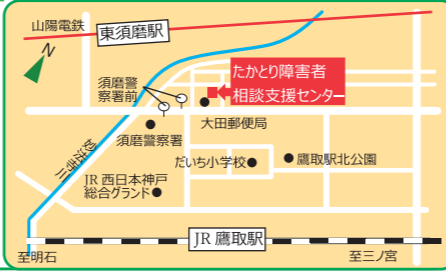 山陽電鉄
東須磨駅
N
たかとり障害者
相談支援センター
須磨警
察署前
大田郵便局
須磨警察署
妙法寺川
だいち小学校
鷹取駅北公園
JR 西日本神戸
総合グランド
JR 鷹取駅
至明石
至三ノ宮